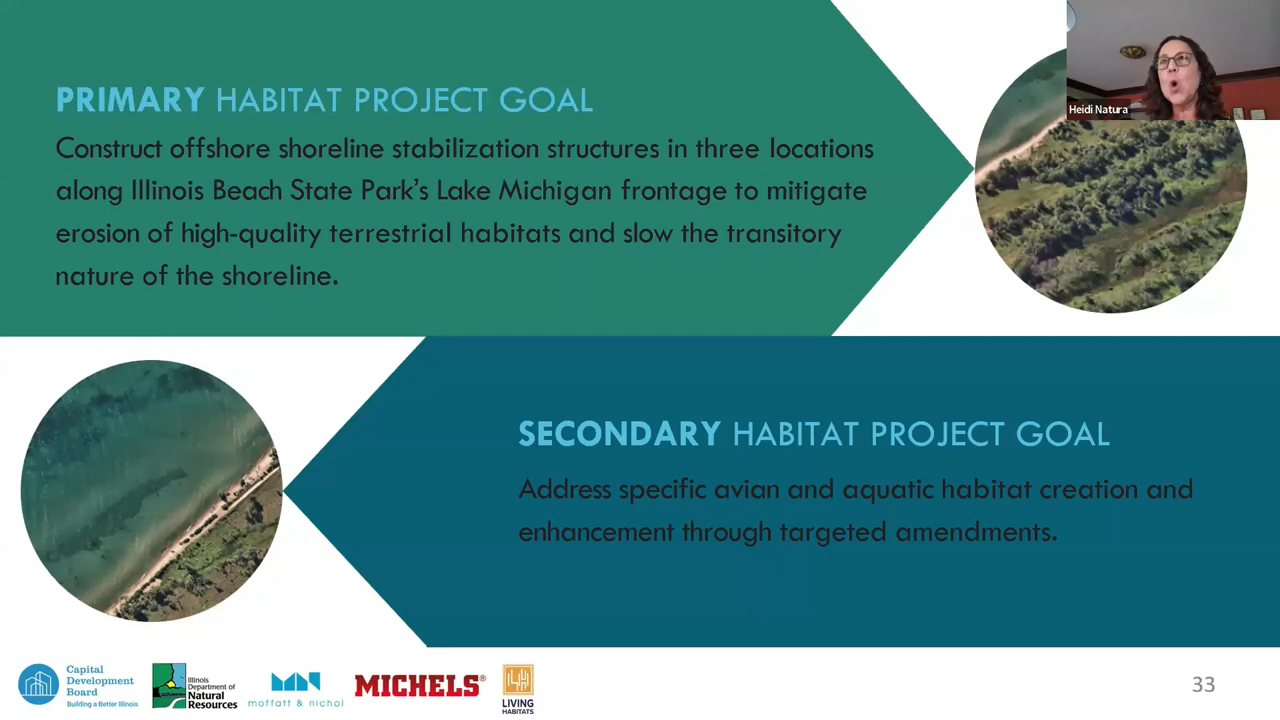 PRIMARY HABITAT PROJECT GOAL
Construct offshore shoreline stabilization structures in three locations
along Illinois Beach State Park's Lake Michigan frontage to mitigate
erosion of high-quality terrestrial habitats and slow the transitory
nature of the shoreline.
Heidi Natura
SECONDARY HABITAT PROJECT GOAL
Address specific avian and aquatic habitat creation and
enhancement through targeted amendments.
Capital
Development
Board
Building a Better Illinois
Illinois
Department of
Natural
Resources
moffatt & nichol
MICHELS®
LIVING
HABITATS
33